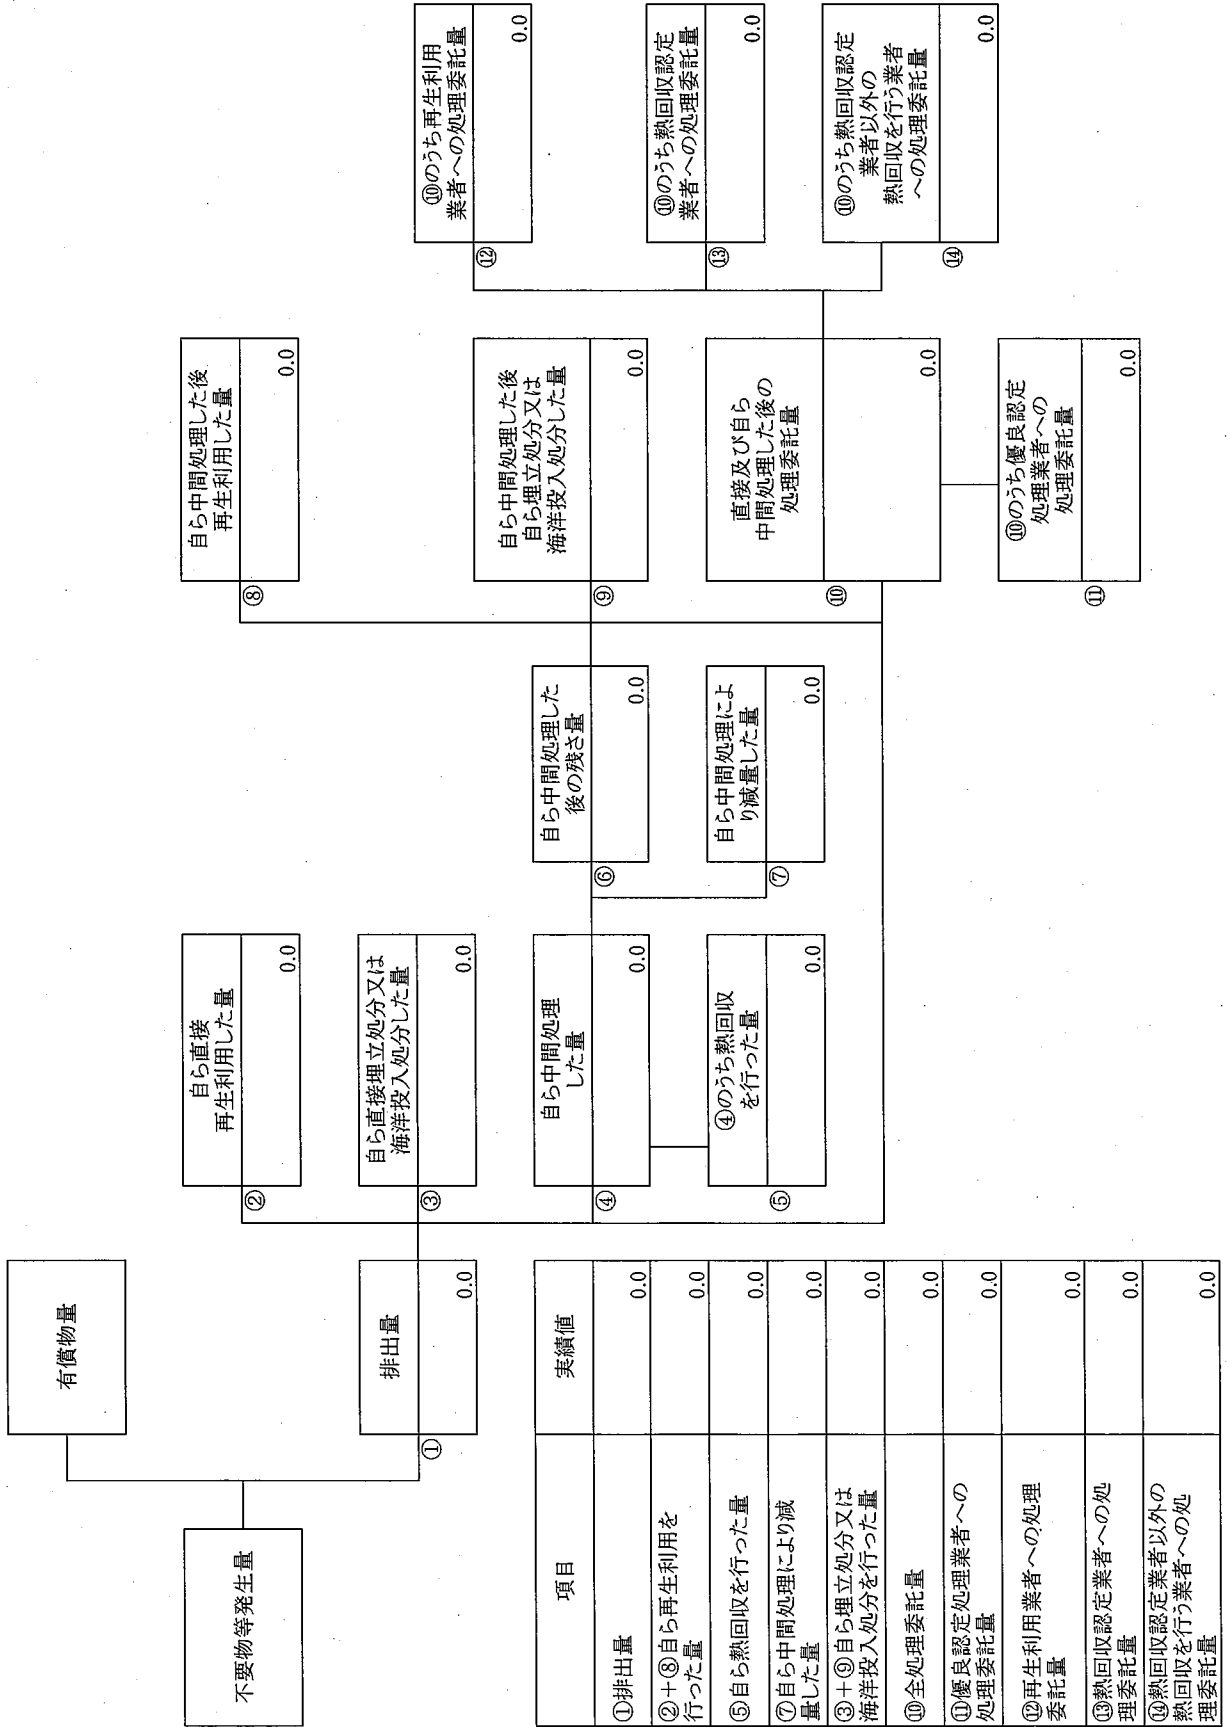 不要物等発生量
有償物量
排出量
①
0.0
自ら直接
再生利用した量
②
0.0
自ら直接埋立処分又は
海洋投入処分した量
③
0.0
自ら中間処理
した量
④
0.0
④のうち熱回収
を行った量
⑤
0.0
自ら中間処理した
後の残さ量
⑥
0.0
自ら中間処理によ
り減量した量
⑦
0.0
自ら中間処理した後
再生利用した量
⑧
0.0
自ら中間処理した後
自ら埋立処分又は
海洋投入処分した量
⑨
0.0
直接及び自ら
中間処理した後の
処理委託量
⑩
0.0
⑩のうち優良認定
処理業者への
処理委託量
⑪
0.0
⑩のうち再生利用
業者への処理委託量
⑫
0.0
⑩のうち熱回収認定
業者への処理委託量
⑬
0.0
⑩のうち熱回収認定
業者以外の
熱回収を行う業者
への処理委託量
⑭
0.0
項目 実績値
①排出量 0.0
②+⑧自ら再生利用を
行った量 0.0
⑤自ら熱回収を行った量 0.0
⑦自ら中間処理により減
量した量 0.0
③+⑨自ら埋立処分又は
海洋投入処分を行った量 0.0
⑩全処理委託量 0.0
⑪優良認定処理業者への
処理委託量 0.0
⑫再生利用業者への処理
委託量 0.0
⑬熱回収認定業者への処
理委託量 0.0
⑭熱回収認定業者以外の
熱回収を行う業者への処
理委託量 0.0